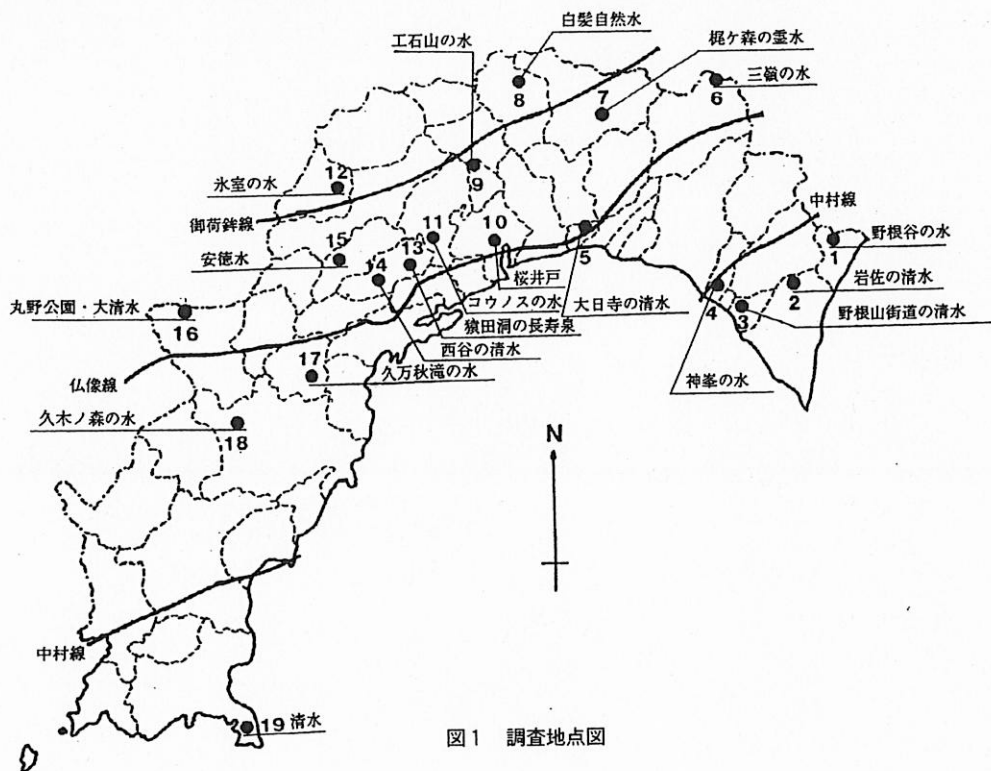 白髪自然水
工石山の水
梶ケ森の霊水
三嶺の水
8
7
6
9
12
氷室の水
御荷鉾線
中村線
11
10
野根谷の水
15
13
1
安徳水
14
5
桜井戸
岩佐の清水
2
コウノスの水
大日寺の清水
丸野公園・大清水
猿田洞の長寿泉
4
3
野根山街道の清水
16
西谷の清水
17
久万秋滝の水
神峯の水
仏像線
久木ノ森の水
18
N
中村線
19 清水
図1 調査地点図